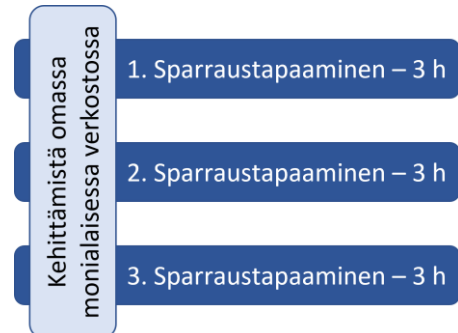 Kehittämistä omassa
monialaisessa verkostossa
1. Sparraustapaaminen – 3 h
2. Sparraustapaaminen – 3 h
3. Sparraustapaaminen – 3 h